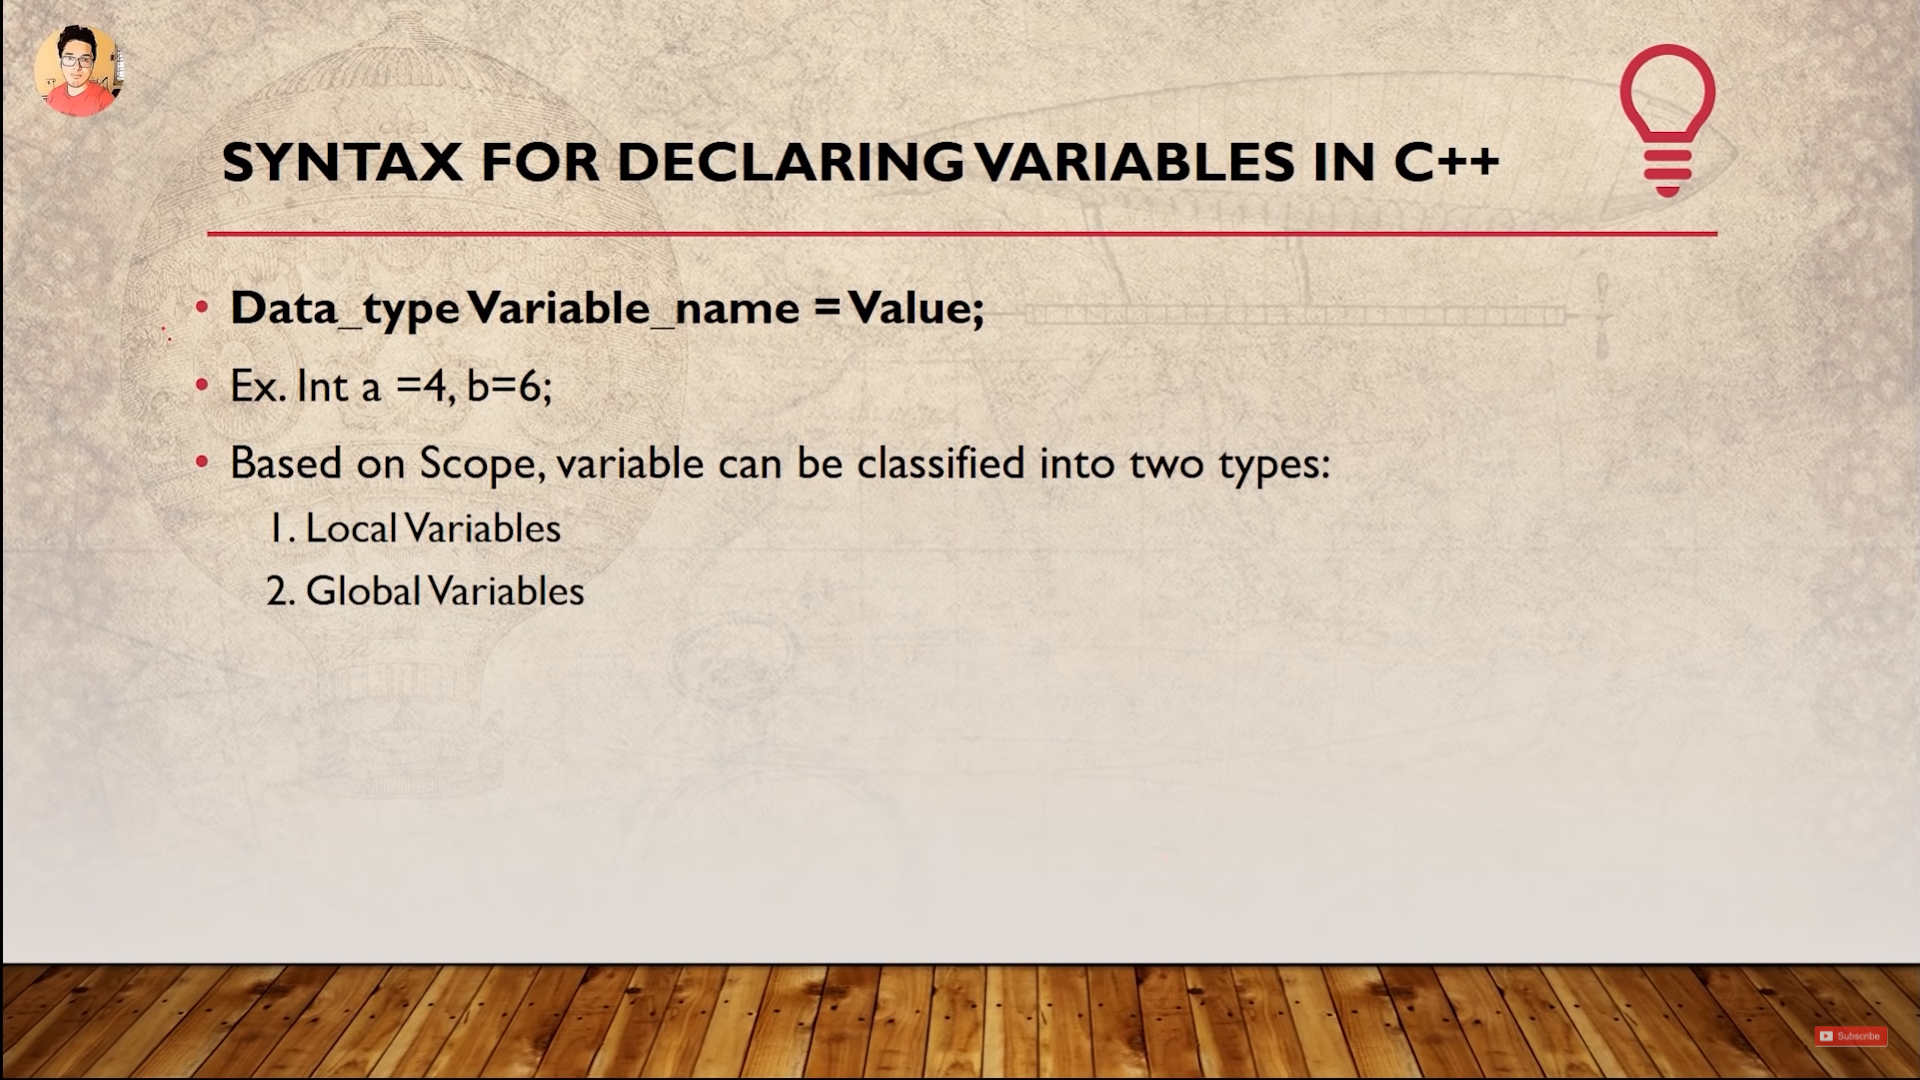 SYNTAX FOR DECLARING VARIABLES IN C++
• Data_type Variable_name = Value;
• Ex. Int a =4, b=6;
• Based on Scope, variable can be classified into two types:
1. Local Variables
2. Global Variables
Subscribe